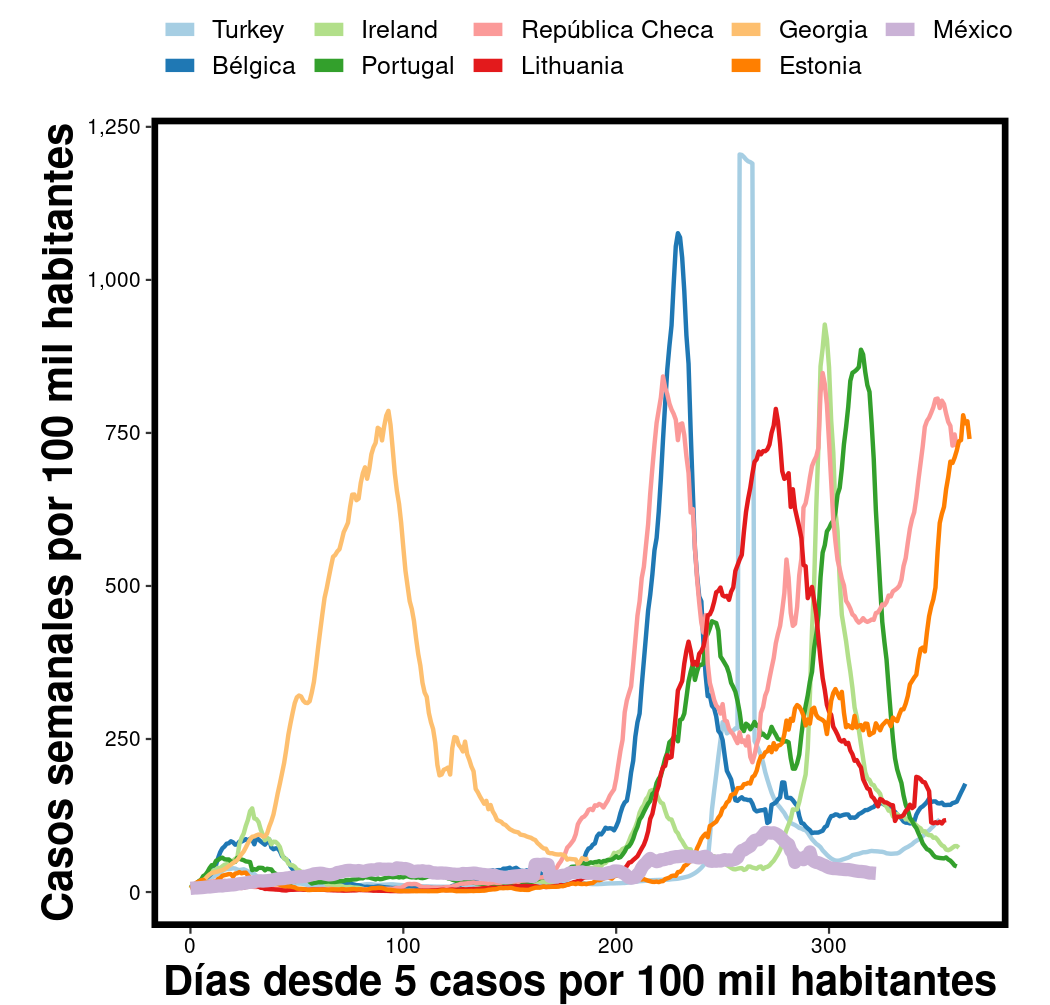 Turkey Ireland República Checa Georgia México
Bélgica Portugal Lithuania Estonia
Casos semanales por 100 mil habitantes
1,250
1,000
750
500
250
0
0 100 200 300
Días desde 5 casos por 100 mil habitantes